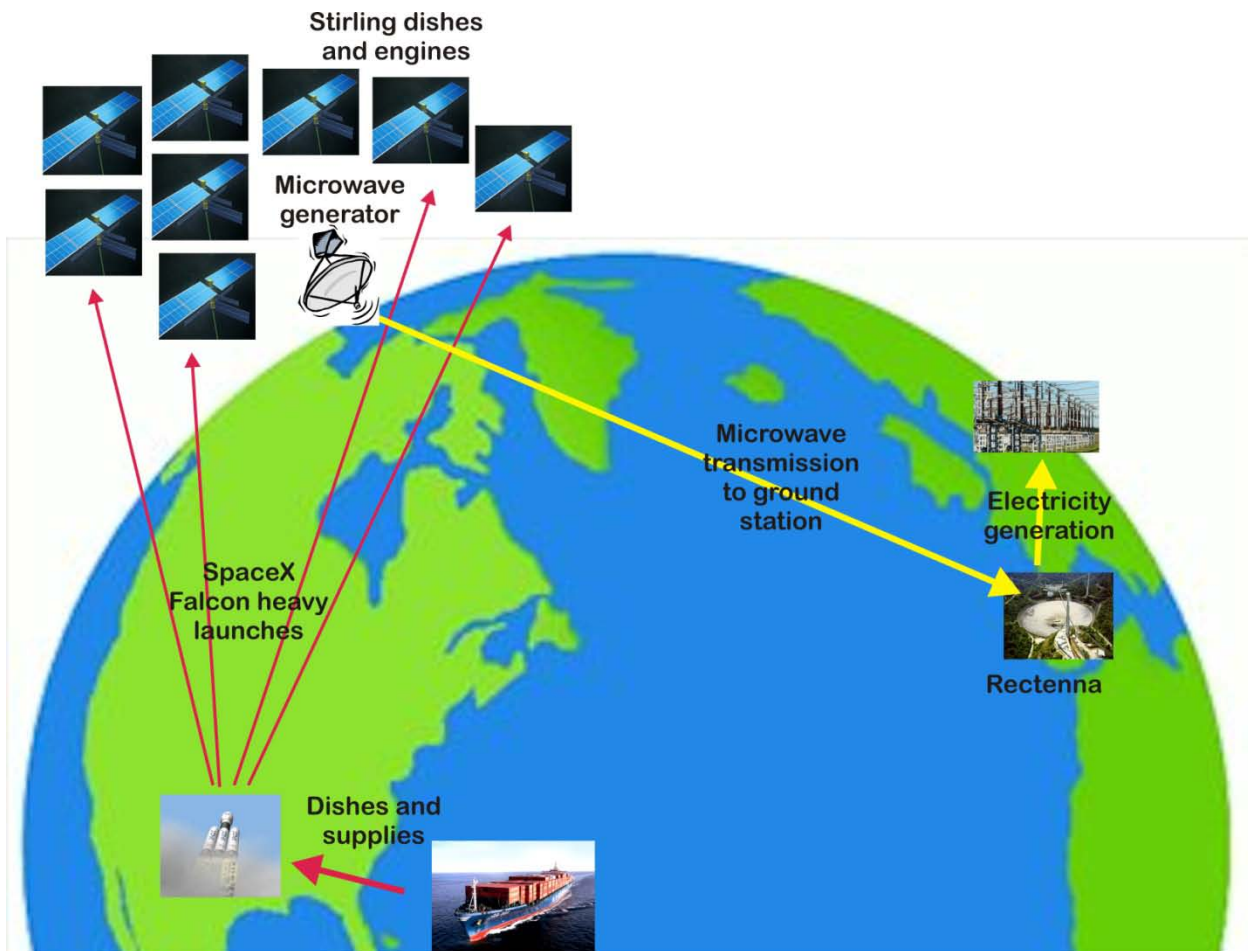 Stirling dishes
and engines
Microwave
generator
Microwave
transmission
to ground
station
Electricity
generation
Rectenna
SpaceX
Falcon heavy
launches
Dishes and
supplies